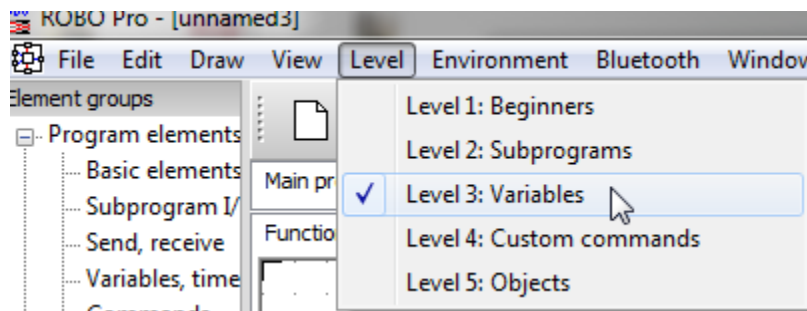 ROBO Pro - [unnamed3]
File Edit Draw View Level Environment Bluetooth Window
Element groups
Program elements
Basic elements
Subprogram I/
Send, receive
Variables, time
Main pr
Functio
Level 1: Beginners
Level 2: Subprograms
Level 3: Variables
Level 4: Custom commands
Level 5: Objects